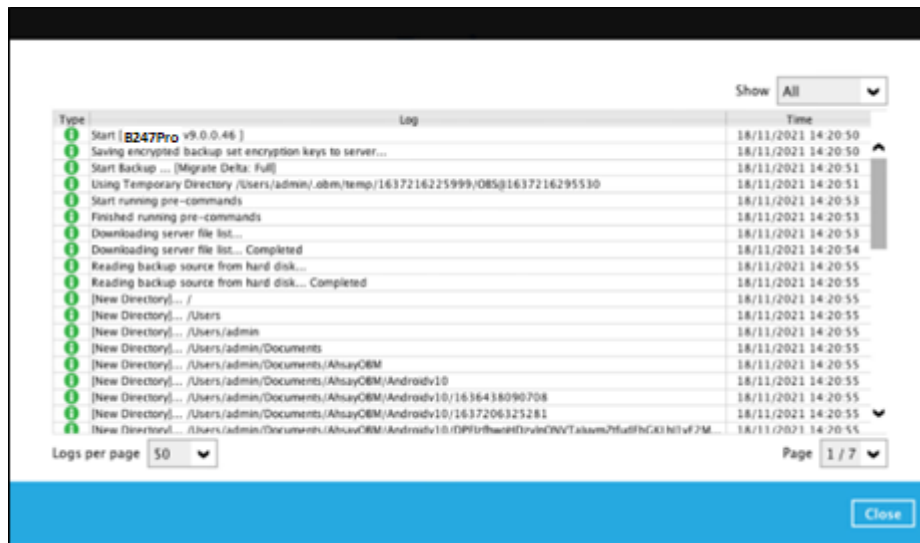 Show All
Type Log Time
Start [ B247Pro v9.0.0.46 ] 18/11/2021 14:20:50
Saving encrypted backup set encryption keys to server... 18/11/2021 14:20:50
Start Backup ... [Migrate Delta: Full] 18/11/2021 14:20:51
Using Temporary Directory /Users/admin/.obm/temp/1637216225999/OBS@1637216295530 18/11/2021 14:20:51
Start running pre-commands 18/11/2021 14:20:53
Finished running pre-commands 18/11/2021 14:20:53
Downloading server file list... 18/11/2021 14:20:53
Downloading server file list... Completed 18/11/2021 14:20:54
Reading backup source from hard disk... 18/11/2021 14:20:55
Reading backup source from hard disk... Completed 18/11/2021 14:20:55
[New Directory]... / 18/11/2021 14:20:55
[New Directory]... /Users 18/11/2021 14:20:55
[New Directory]... /Users/admin 18/11/2021 14:20:55
[New Directory]... /Users/admin/Documents 18/11/2021 14:20:55
[New Directory]... /Users/admin/Documents/AhsayOBM 18/11/2021 14:20:55
[New Directory]... /Users/admin/Documents/AhsayOBM/Androidv10 18/11/2021 14:20:55
[New Directory]... /Users/admin/Documents/AhsayOBM/Androidv10/1636438090708 18/11/2021 14:20:55
[New Directory]... /Users/admin/Documents/AhsayOBM/Androidv10/1637206325281 18/11/2021 14:20:55
[New Directory]... 18/11/2021 14:20:55
Logs per page 50 Page 1 / 7
Close